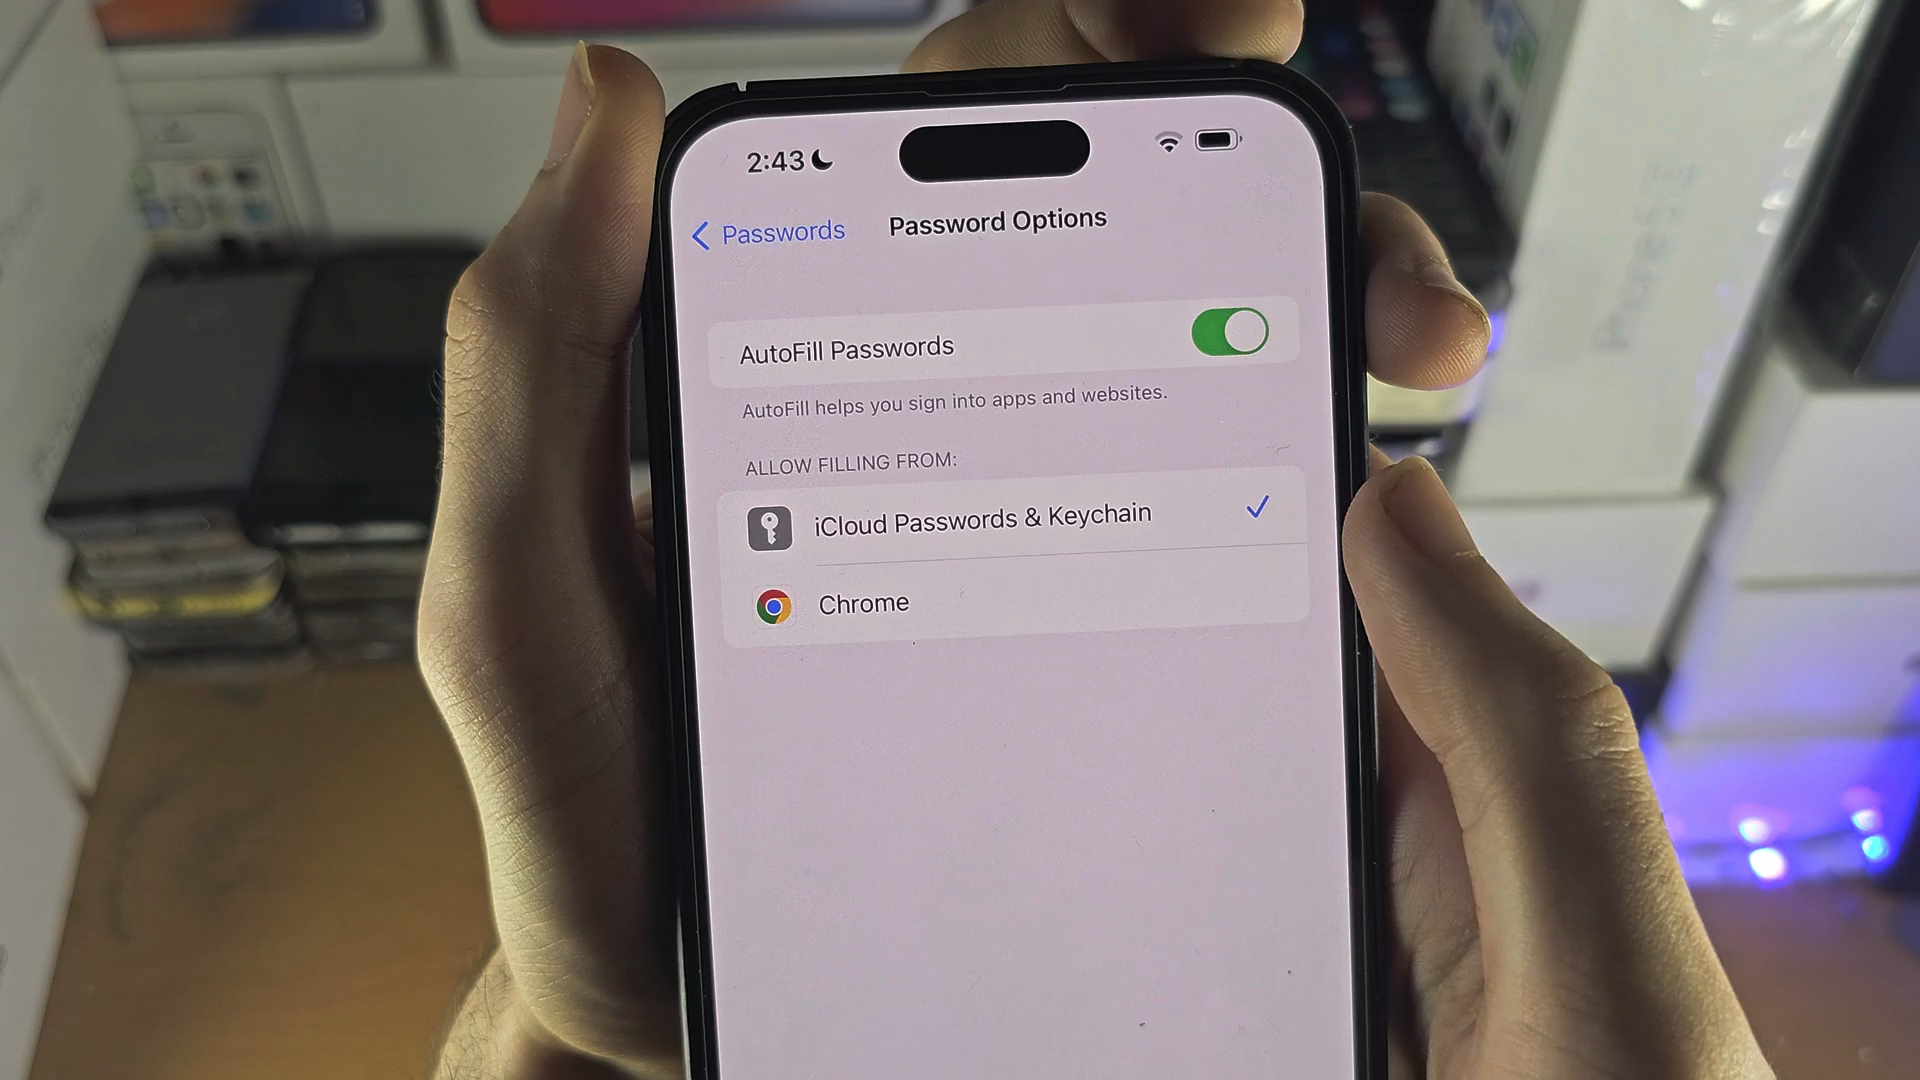 2:43
Passwords
Password Options
AutoFill Passwords
AutoFill helps you sign into apps and websites.
ALLOW FILLING FROM:
iCloud Passwords & Keychain
Chrome